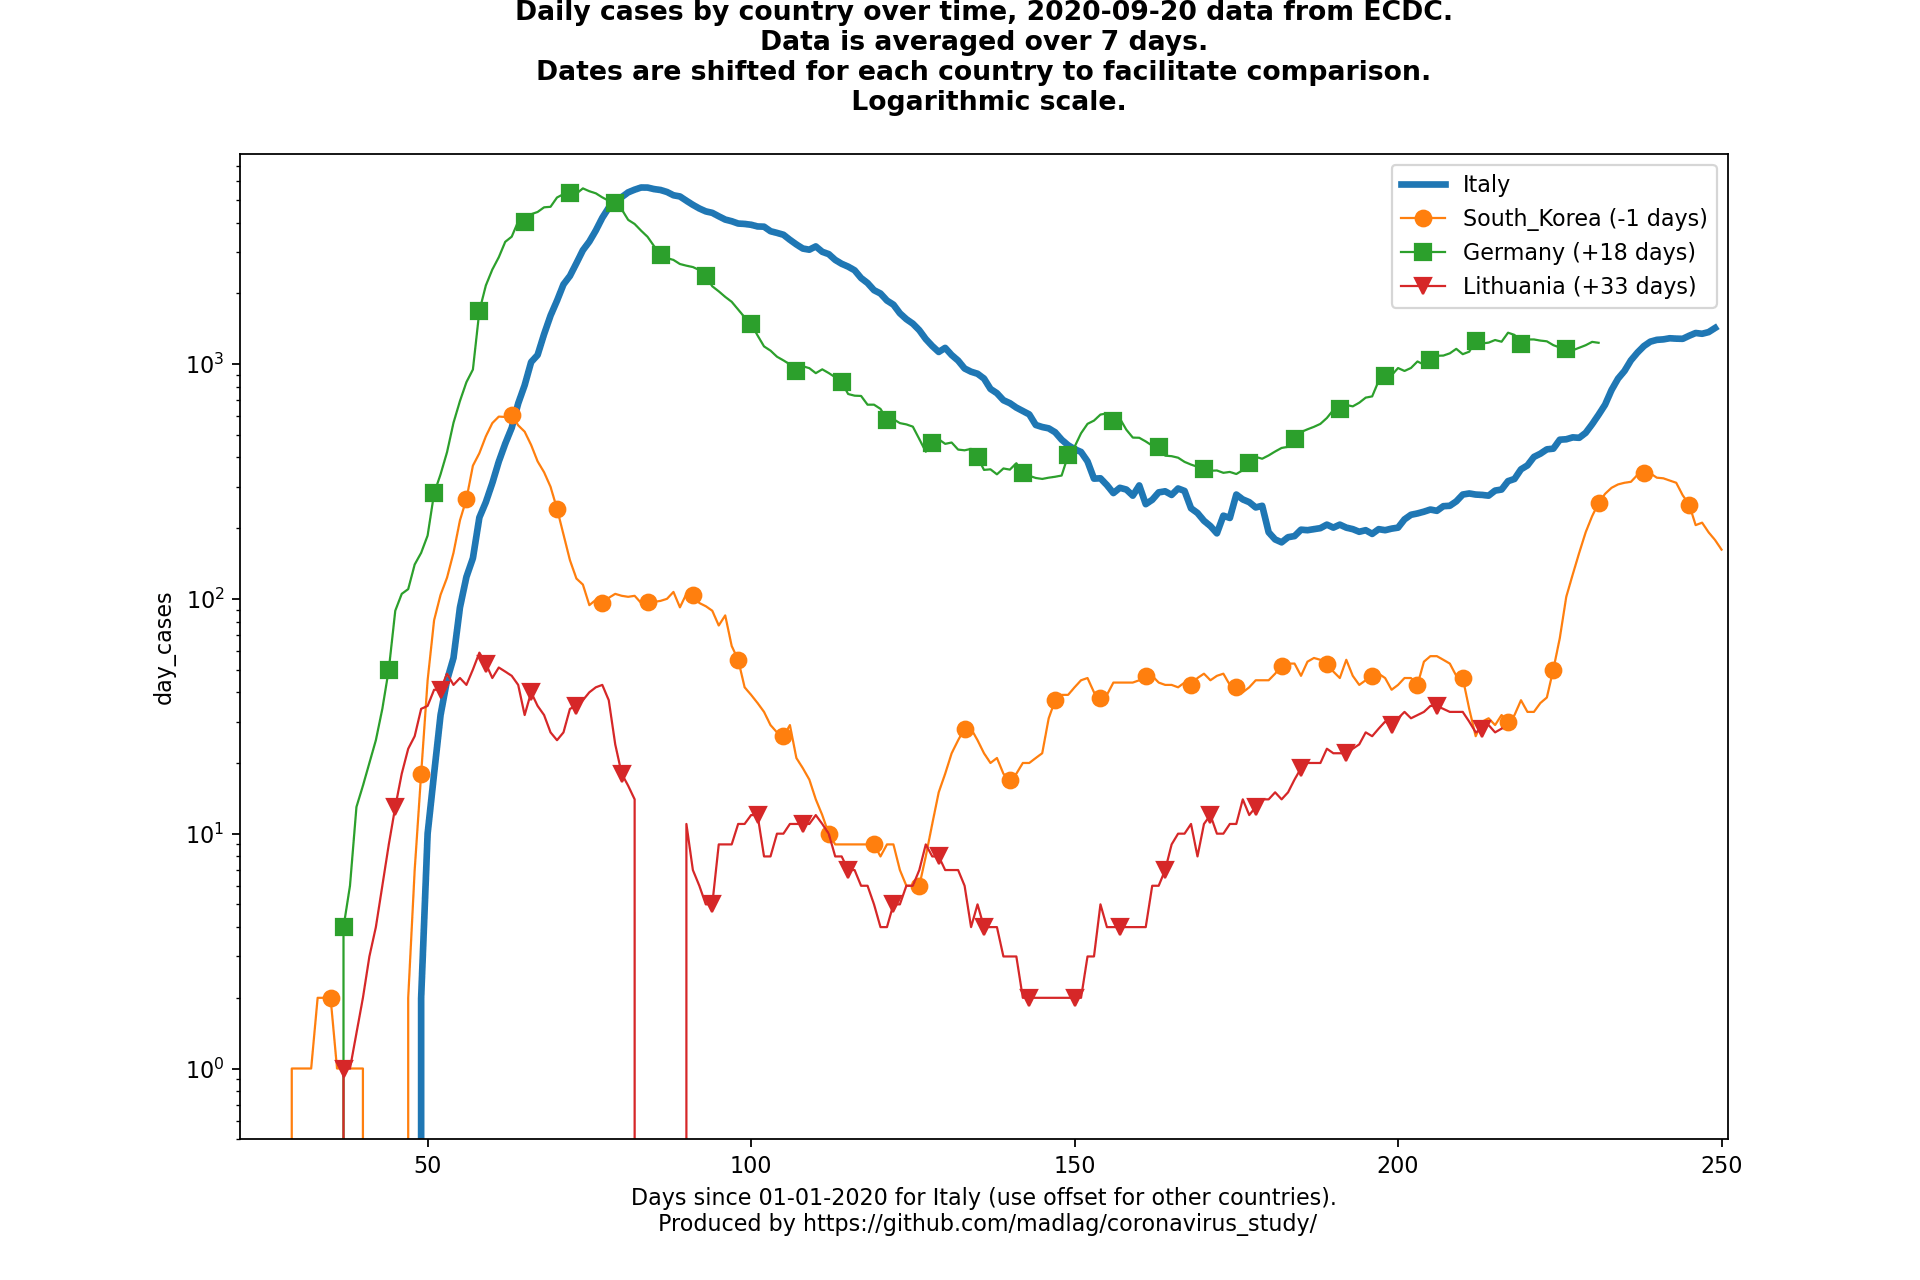 Daily cases by country over time, 2020-09-20 data from ECDC.
Data is averaged over 7 days.
Dates are shifted for each country to facilitate comparison.
Logarithmic scale.
Italy
South_Korea (-1 days)
Germany (+18 days)
Lithuania (+33 days)
day_cases
10³
10²
10¹
10⁰
50 100 150 200 250
Days since 01-01-2020 for Italy (use offset for other countries).
Produced by https://github.com/madlag/coronavirus_study/